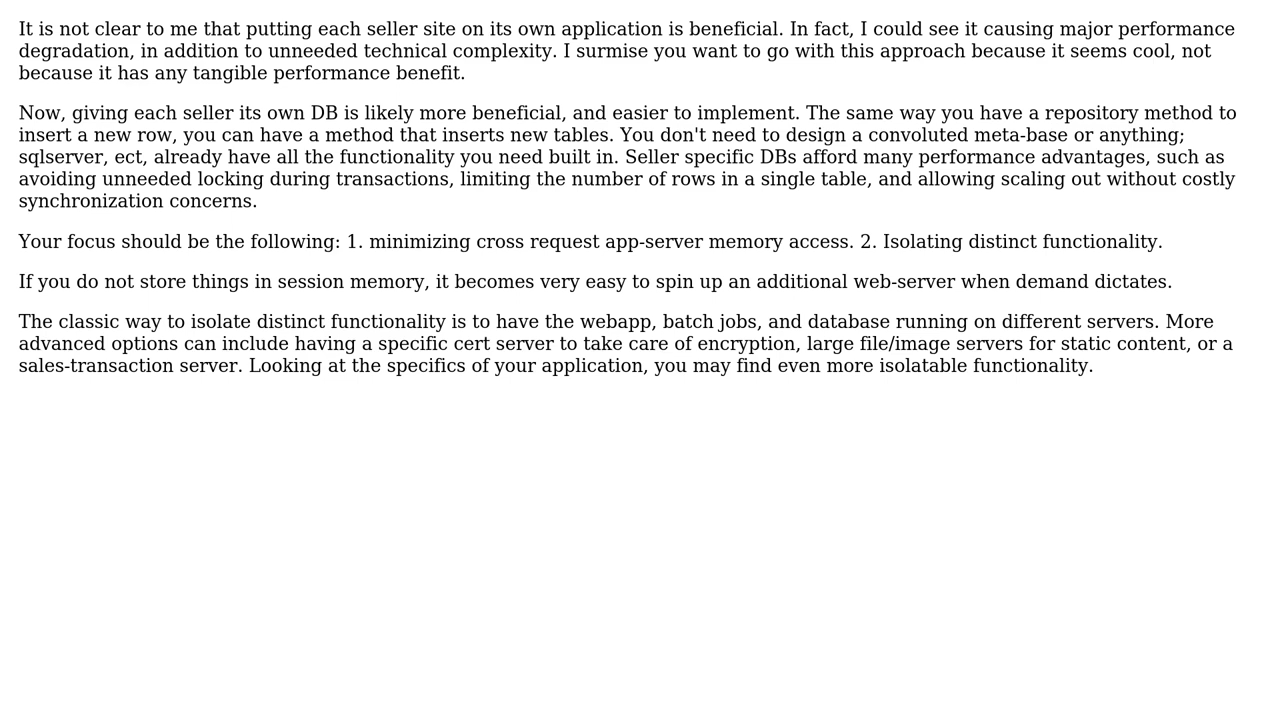 It is not clear to me that putting each seller site on its own application is beneficial. In fact, I could see it causing major performance
degradation, in addition to unneeded technical complexity. I surmise you want to go with this approach because it seems cool, not
because it has any tangible performance benefit.
Now, giving each seller its own DB is likely more beneficial, and easier to implement. The same way you have a repository method to
insert a new row, you can have a method that inserts new tables. You don't need to design a convoluted meta-base or anything;
sqlserver, ect, already have all the functionality you need built in. Seller specific DBs afford many performance advantages, such as
avoiding unneeded locking during transactions, limiting the number of rows in a single table, and allowing scaling out without costly
synchronization concerns.
Your focus should be the following: 1. minimizing cross request app-server memory access. 2. Isolating distinct functionality.
If you do not store things in session memory, it becomes very easy to spin up an additional web-server when demand dictates.
The classic way to isolate distinct functionality is to have the webapp, batch jobs, and database running on different servers. More
advanced options can include having a specific cert server to take care of encryption, large file/image servers for static content, or a
sales-transaction server. Looking at the specifics of your application, you may find even more isolatable functionality.